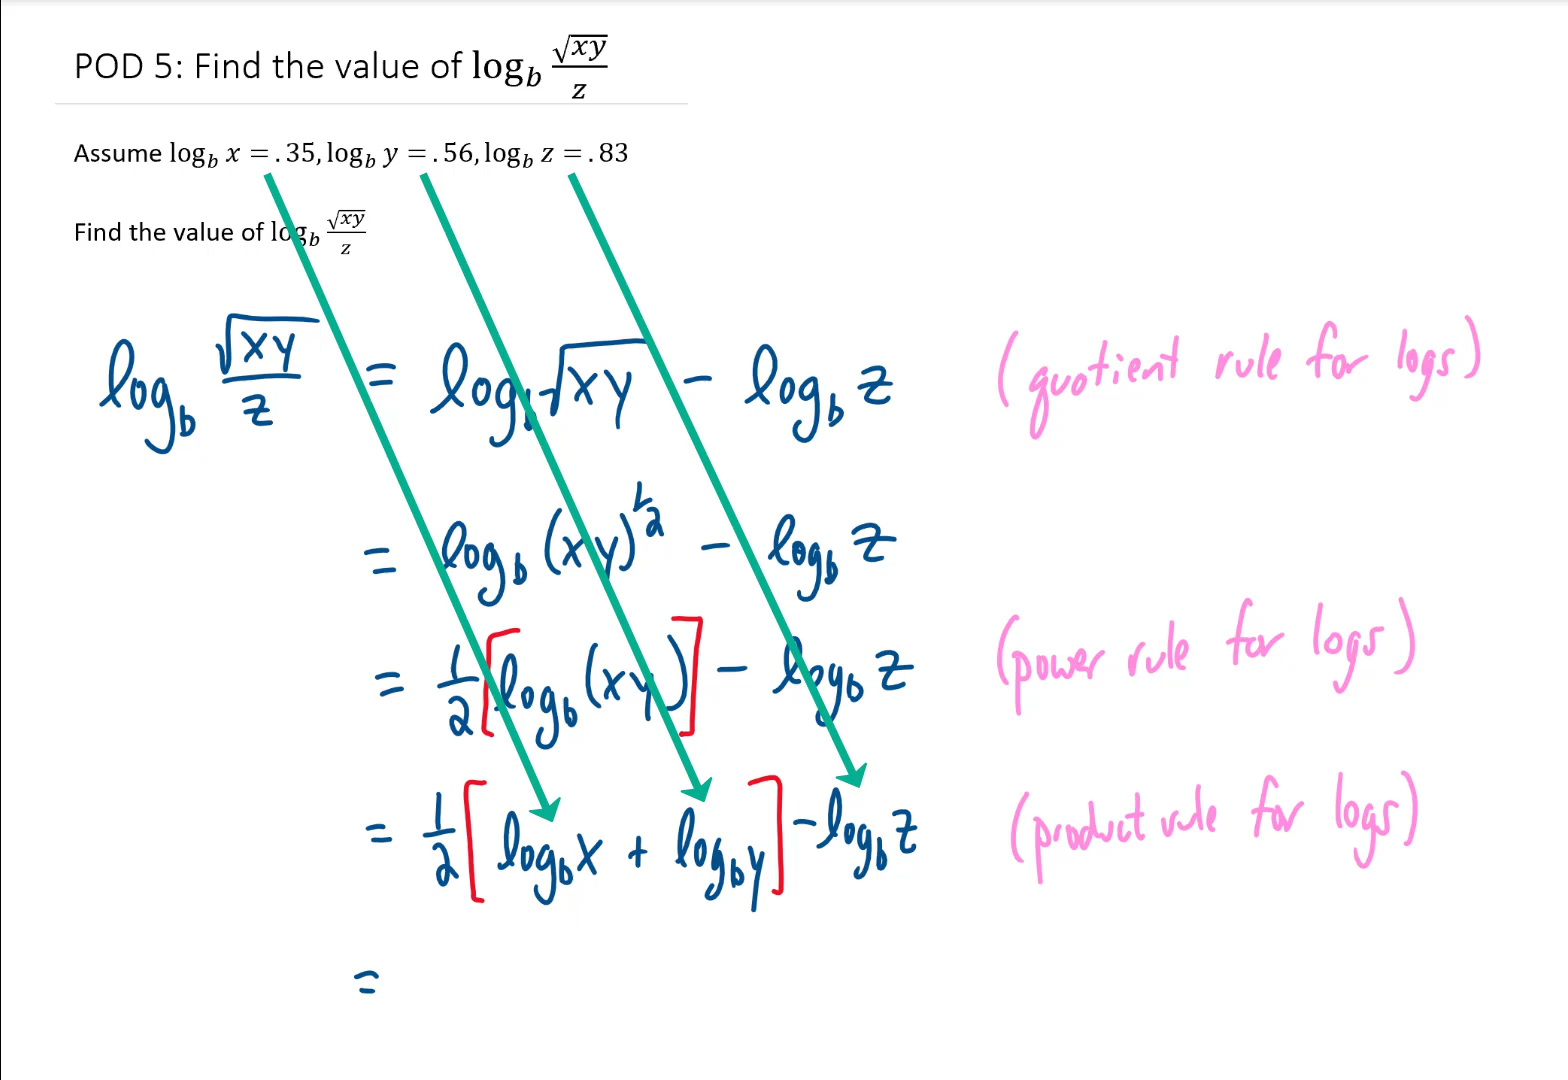 POD 5: Find the value of log_b √xy/z
Assume log_b x = .35, log_b y = .56, log_b z = .83
Find the value of log_b √xy/z
log_b √xy/z = log_b √xy - log_b z (quotient rule for logs)
= log_b (xy)^1/2 - log_b z
= 1/2 [log_b (xy)] - log_b z (power rule for logs)
= 1/2 [log_b x + log_b y] - log_b z (product rule for logs)
=